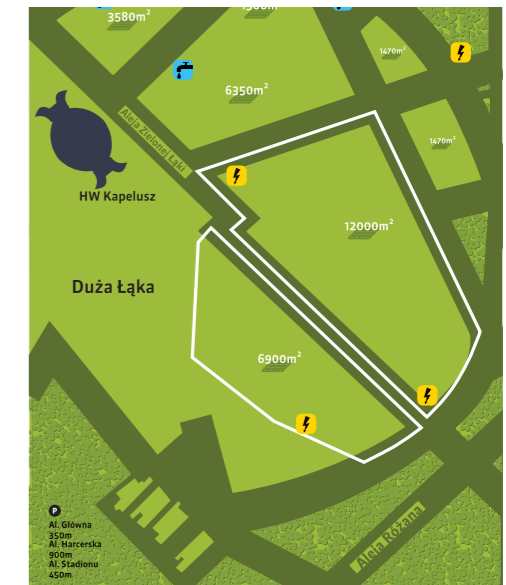 3580m²
1300m²
1470m²
6350m²
1470m²
Aleja Zielonej Łąki
HW Kapelusz
12000m²
Duża Łąka
6900m²
P
Al. Główna
350m
Al. Harcerska
900m
Al. Stadionu
450m
Aleja Różana